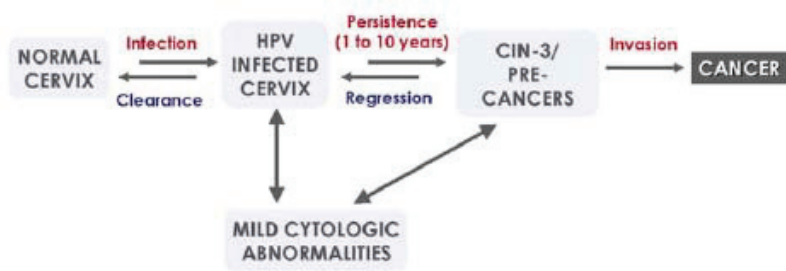 NORMAL
CERVIX
Infection
Clearance
HPV
INFECTED
CERVIX
Persistence
(1 to 10 years)
Regression
CIN-3/
PRE-
CANCERS
Invasion
CANCER
MILD CYTOLOGIC
ABNORMALITIES